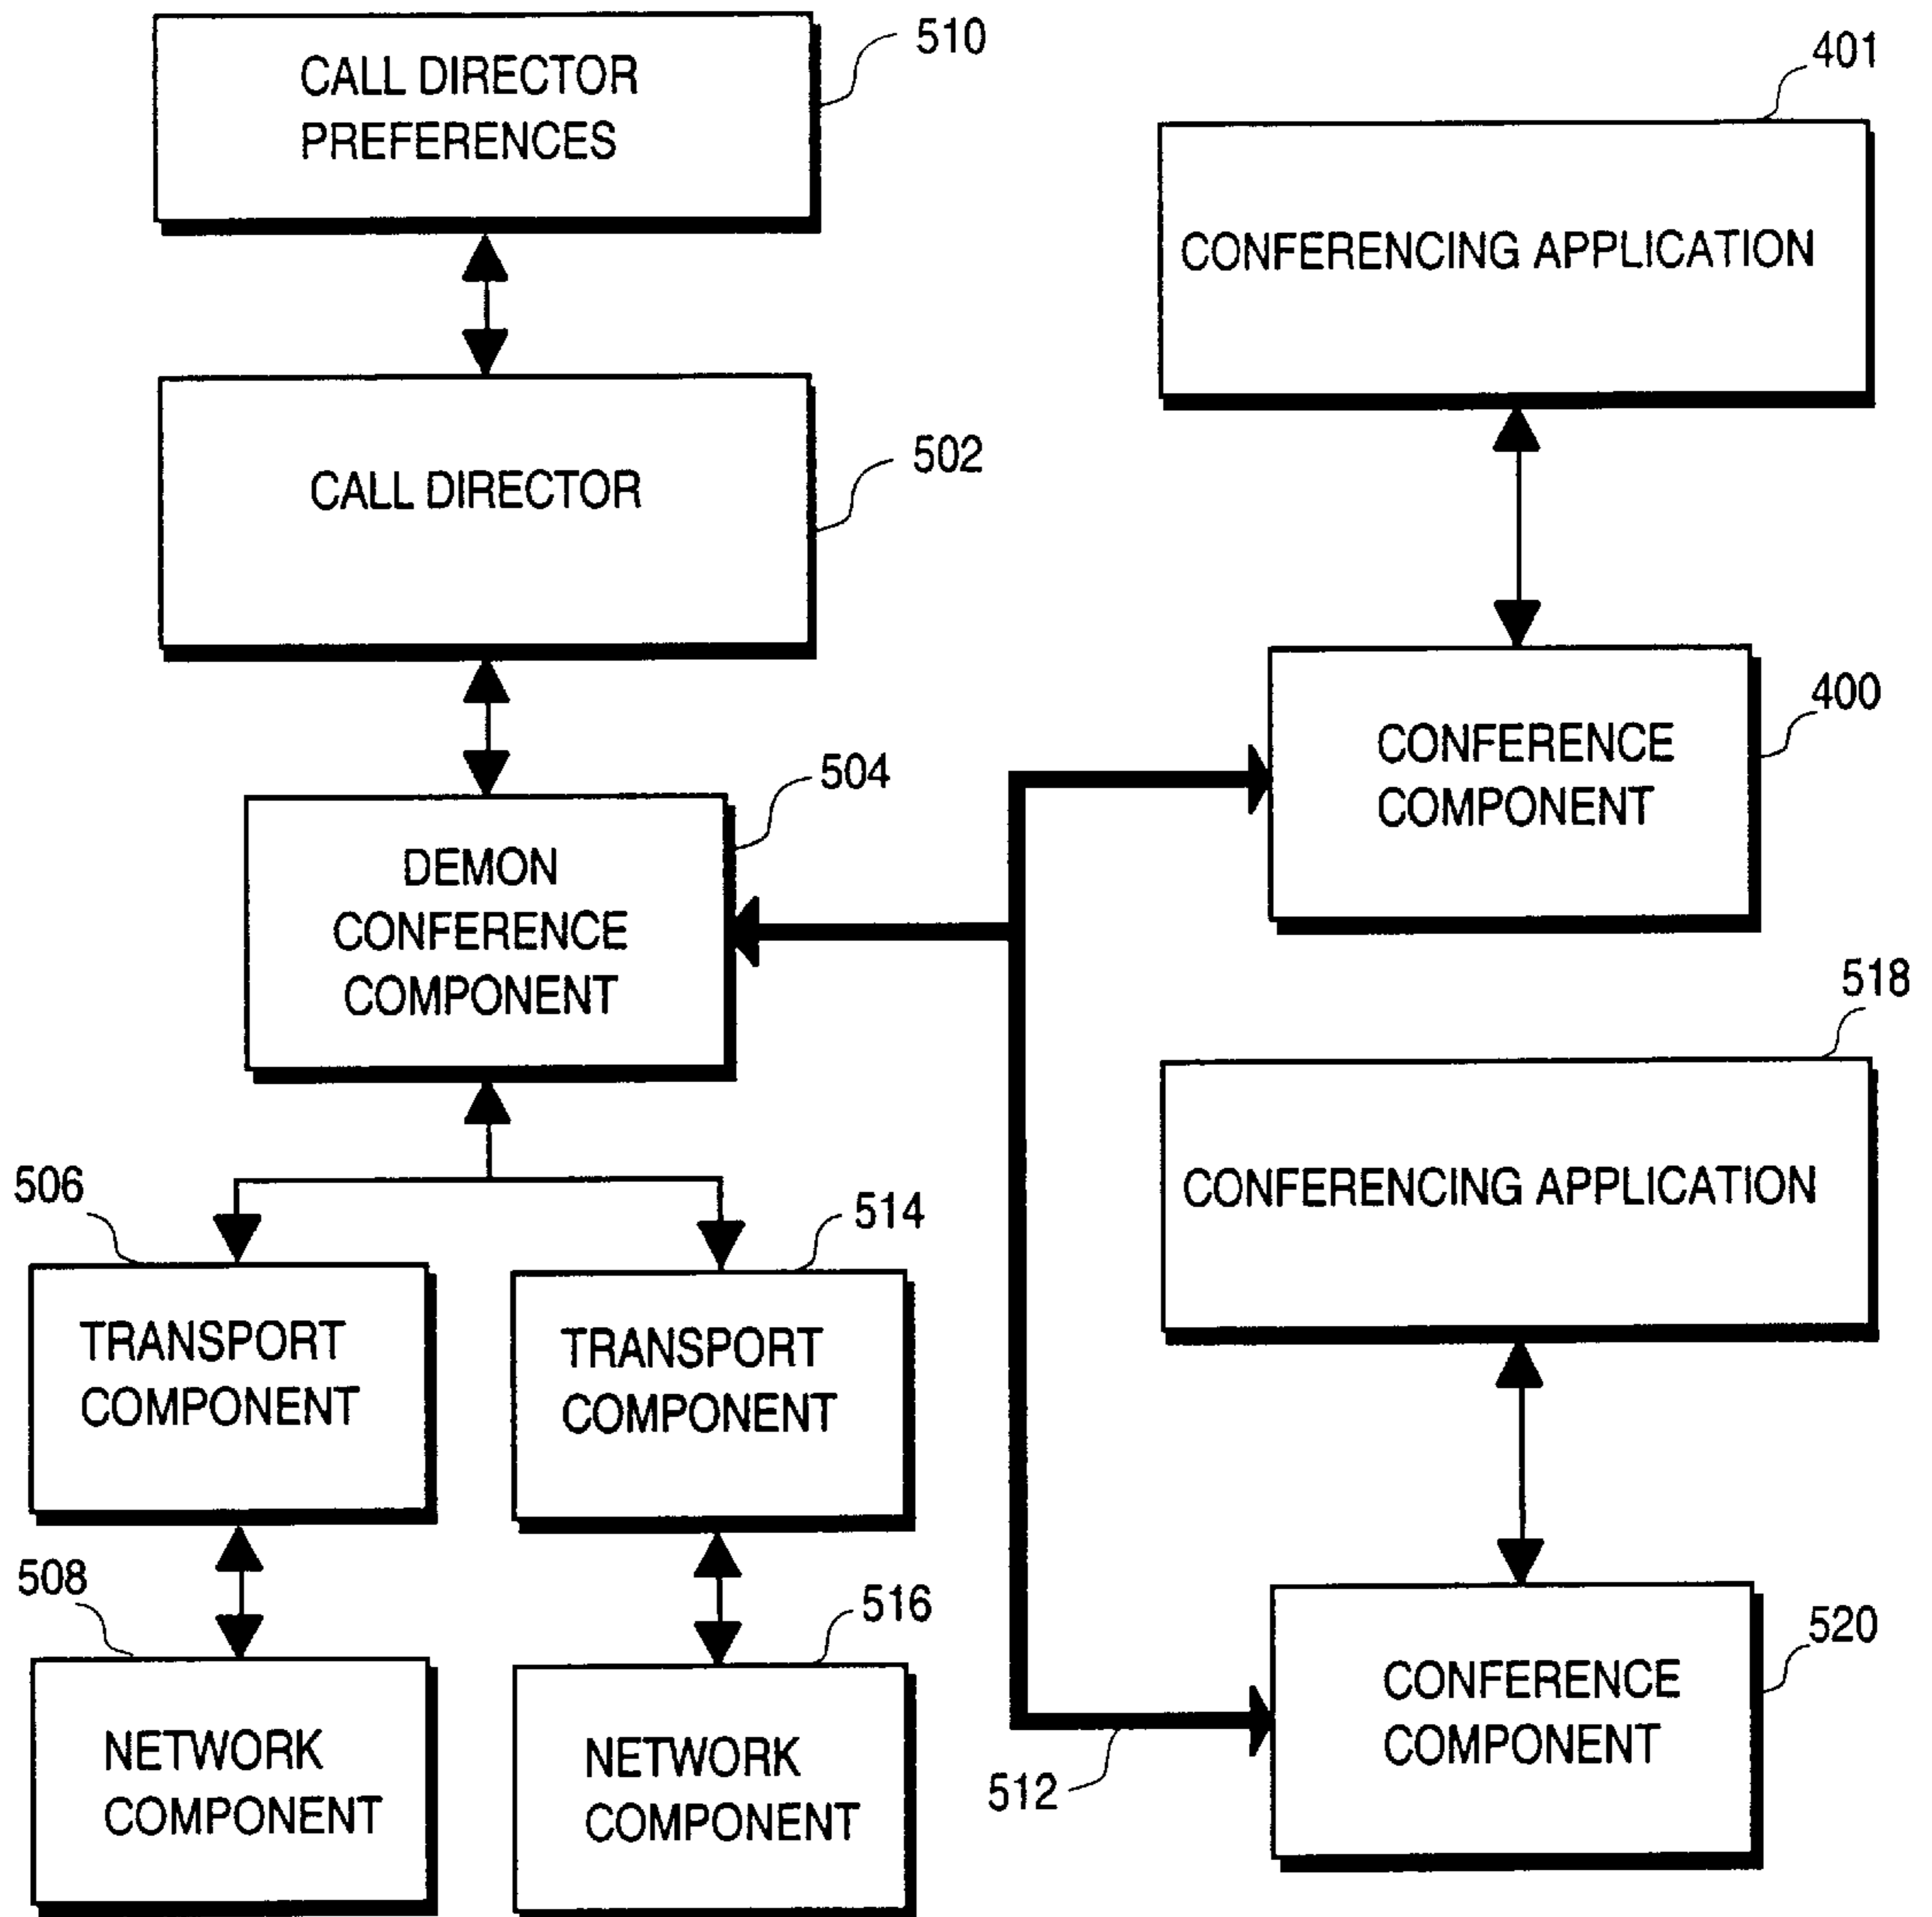 CALL DIRECTOR
PREFERENCES
510
401
CONFERENCING APPLICATION
CALL DIRECTOR
502
400
CONFERENCE
COMPONENT
504
DEMON
CONFERENCE
COMPONENT
518
CONFERENCING APPLICATION
506
514
TRANSPORT
COMPONENT
TRANSPORT
COMPONENT
508
516
520
NETWORK
COMPONENT
NETWORK
COMPONENT
512
CONFERENCE
COMPONENT